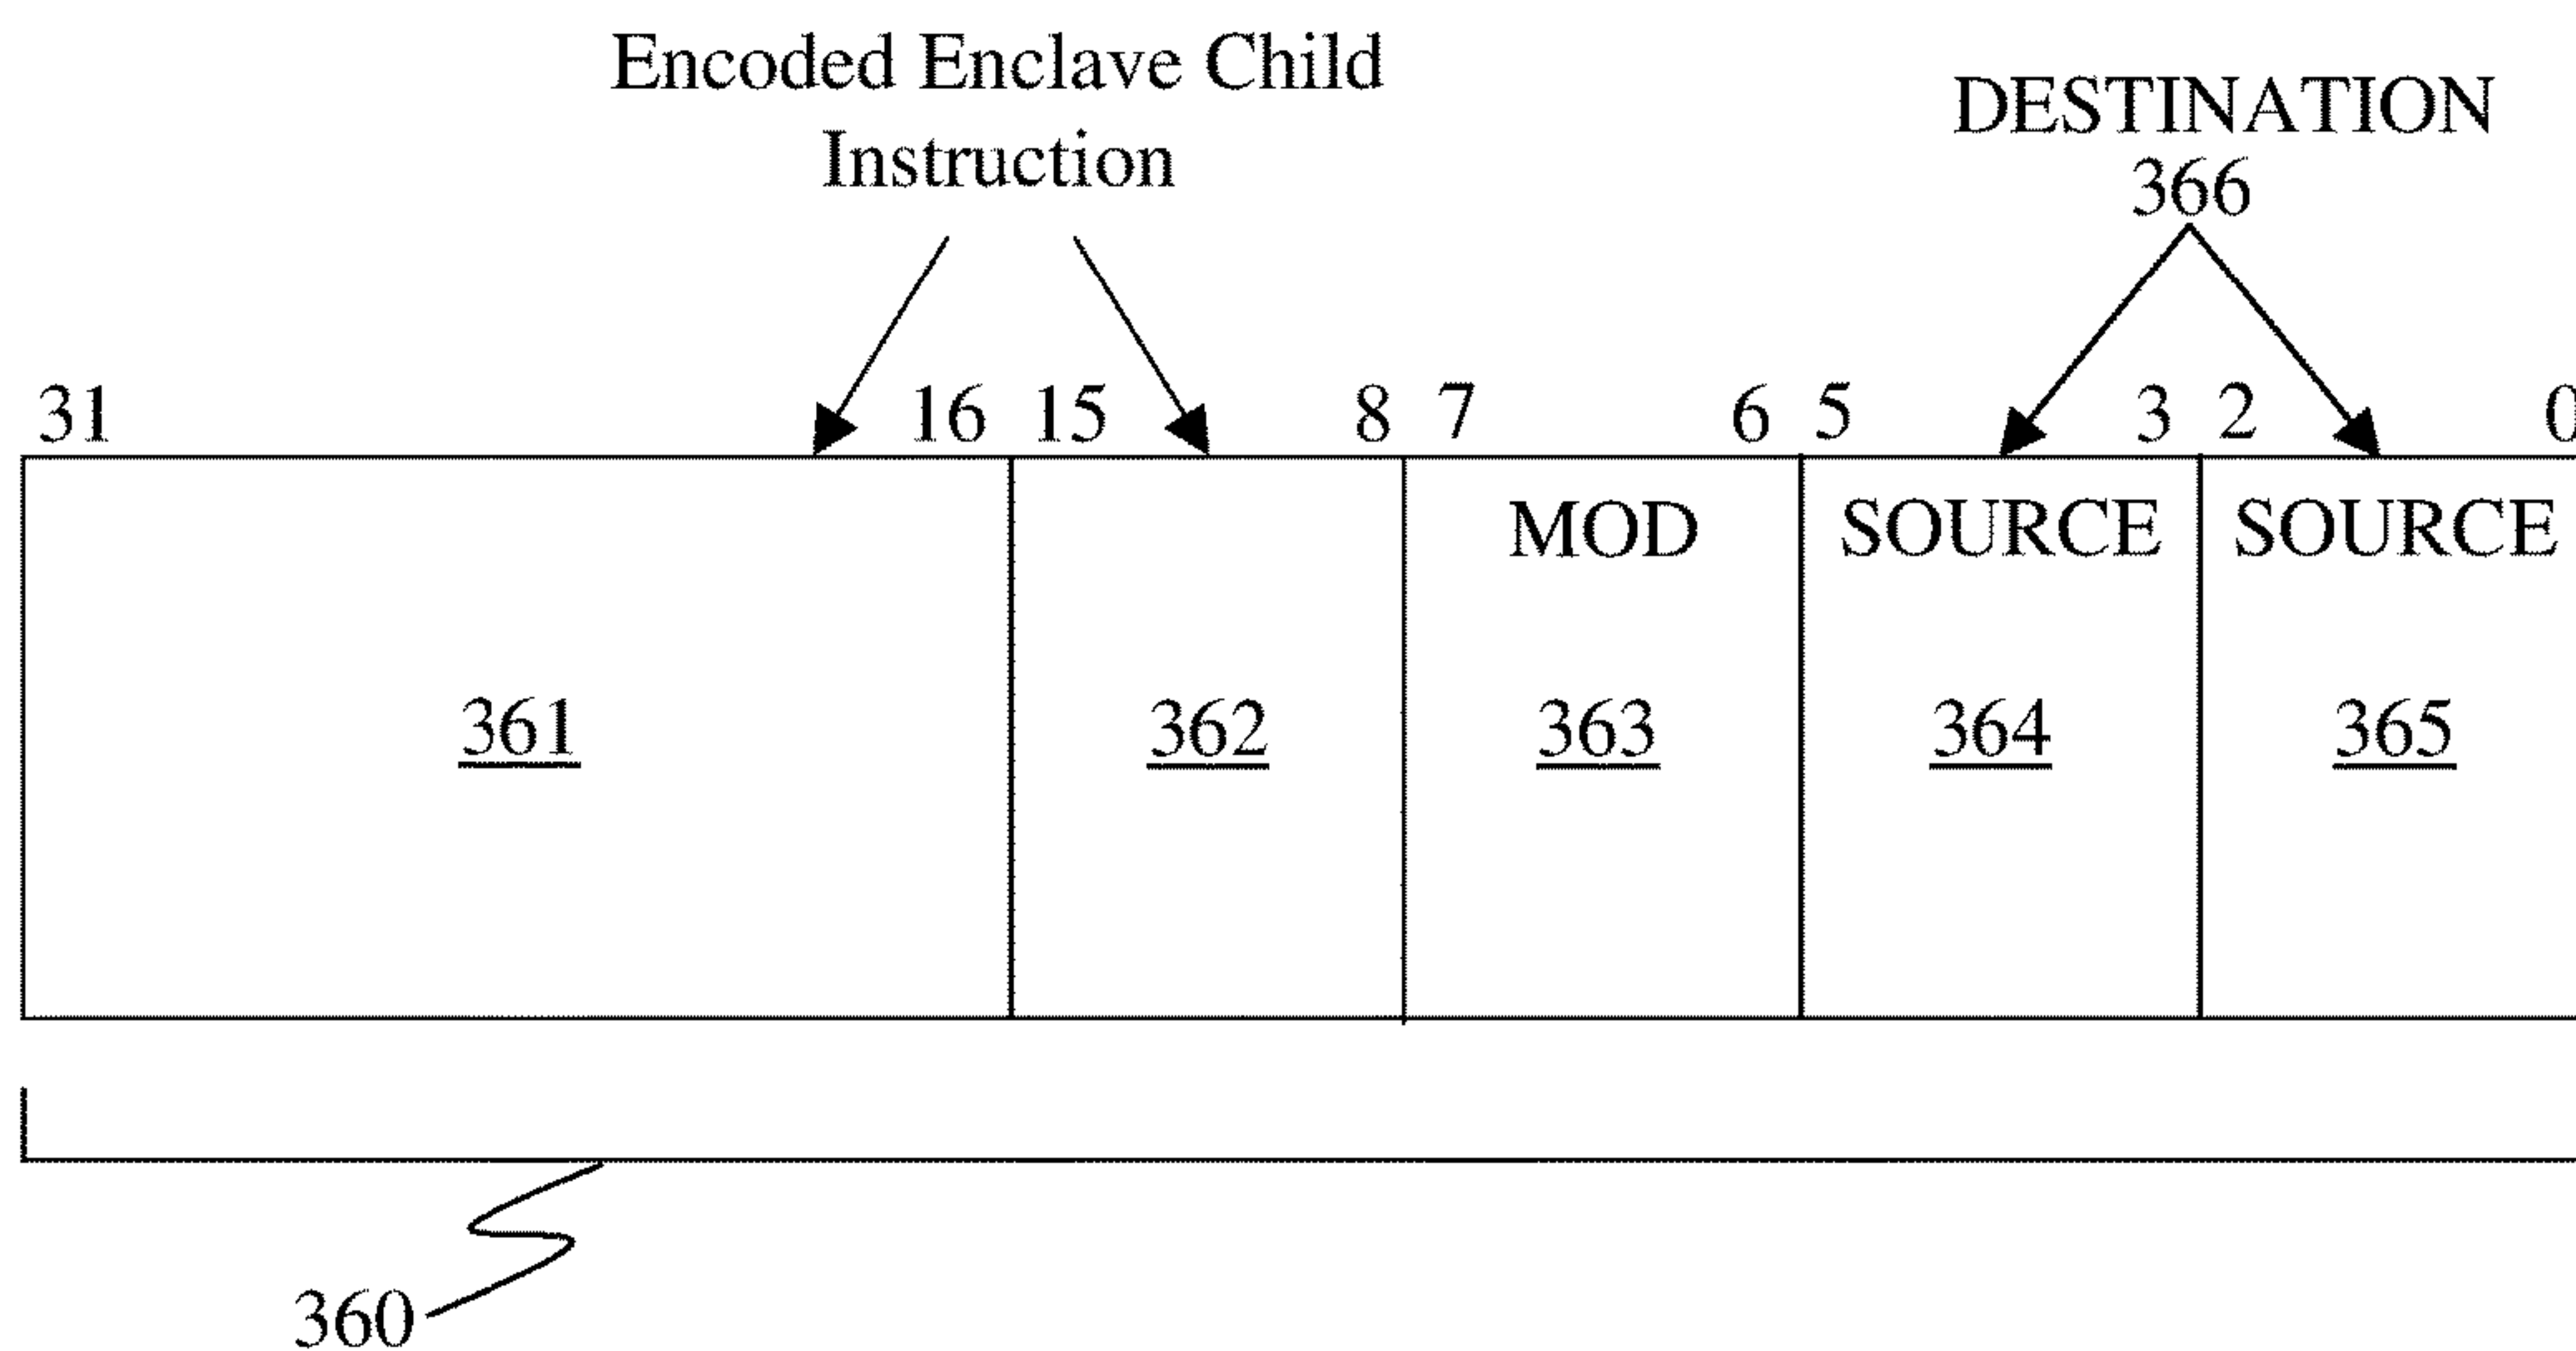 Encoded Enclave Child
Instruction
DESTINATION
366
31 16 15 8 7 6 5 3 2 0
MOD SOURCE SOURCE
361 362 363 364 365
360